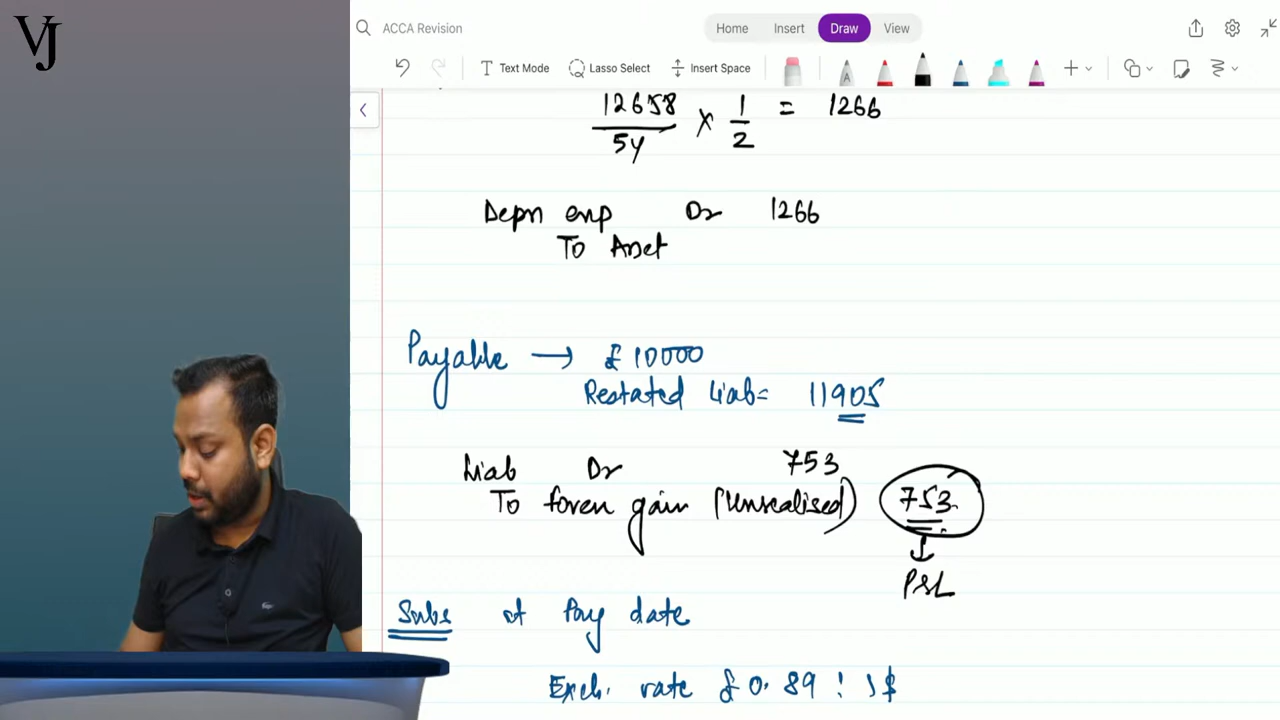 VJ
ACCA Revision
Home Insert Draw View
Text Mode Lasso Select Insert Space
12658 / 5y × 1/2 = 1266
Depn exp Dr 1266
To Asset
Payable → £10000
Restated Liab = 11905
Liab Dr 753
To forex gain (Unrealised) 753
P&L
Subs at Pay date
Exch. rate £0.89 : 1$